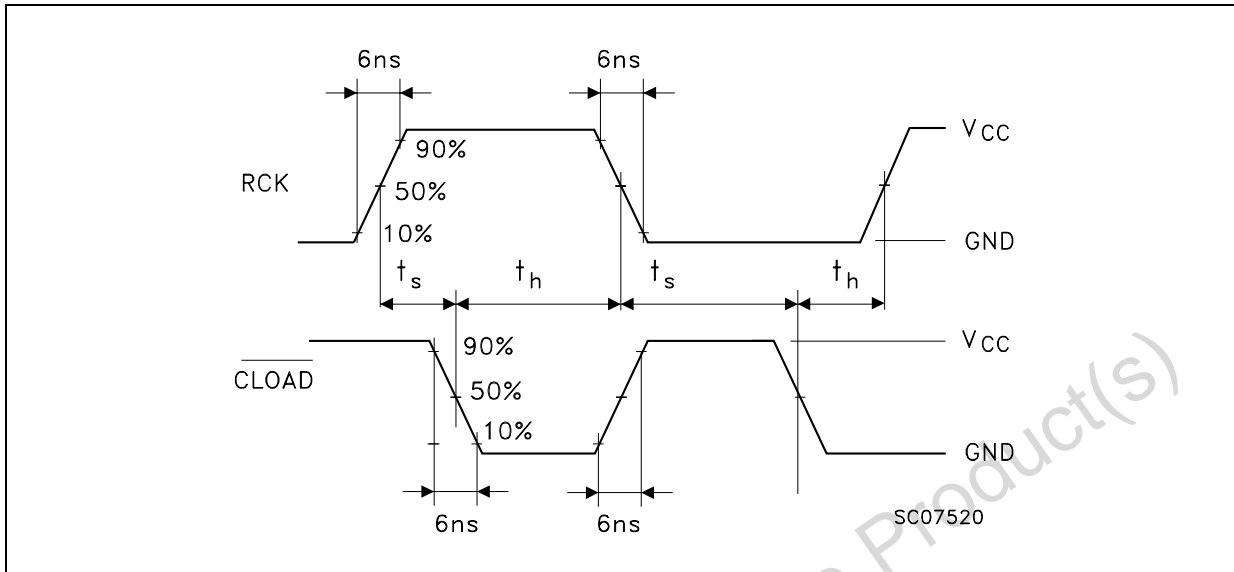 6ns 6ns
VCC
90%
RCK
50%
10%
GND
ts th ts th
90%
VCC
CLOAD
50%
10%
GND
6ns 6ns
SC07520
Product(s)